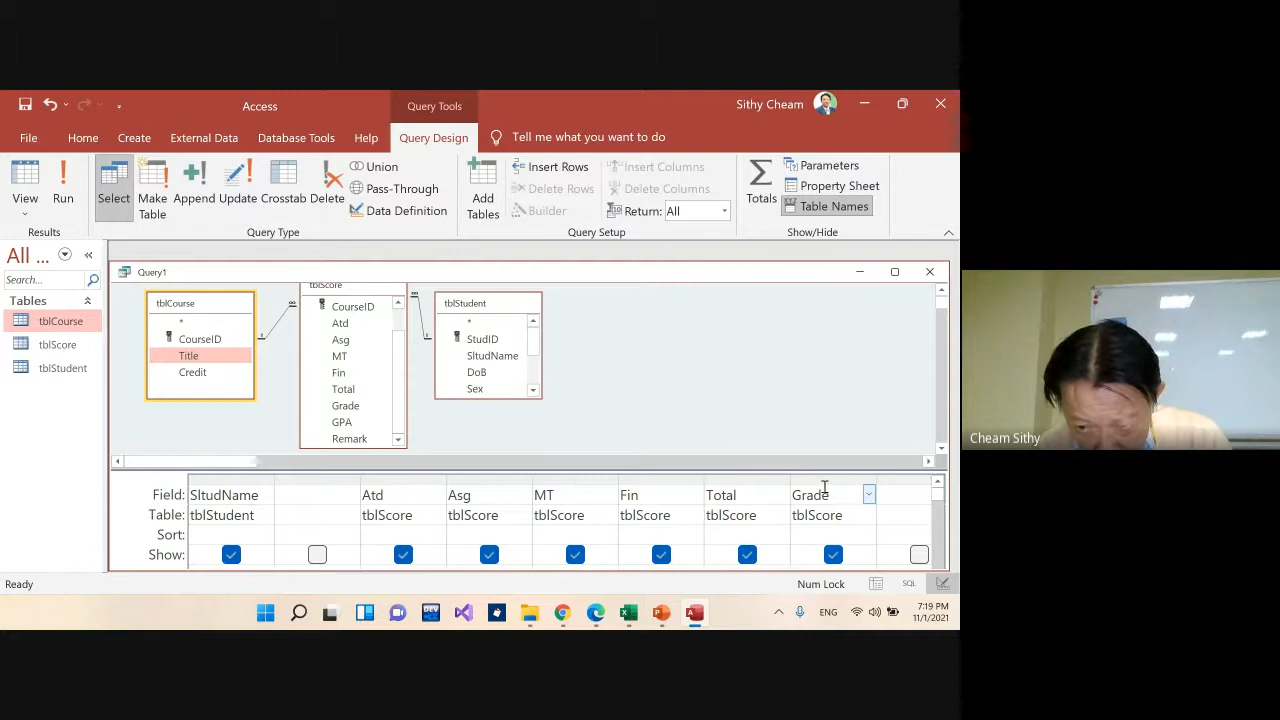 Access
Query Tools
Sithy Cheam
File
Home
Create
External Data
Database Tools
Help
Query Design
Tell me what you want to do
View
Run
Select
Make
Table
Append
Update
Crosstab
Delete
Union
Pass-Through
Data Definition
Add
Tables
Insert Rows
Delete Rows
Builder
Insert Columns
Delete Columns
Return:
All
Totals
Parameters
Property Sheet
Table Names
Results
Query Type
Query Setup
Show/Hide
All ...
Search...
Tables
tblCourse
tblScore
tblStudent
Query1
tblCourse
*
CourseID
Title
Credit
tblScore
CourseID
Atd
Asg
MT
Fin
Total
Grade
GPA
Remark
tblStudent
*
StudID
SltudName
DoB
Sex
Field: SltudName Atd Asg MT Fin Total Grade
Table: tblStudent tblScore tblScore tblScore tblScore tblScore tblScore
Sort:
Show:
Ready
Num Lock
SQL
DEV
ENG
7:19 PM
11/1/2021
Cheam Sithy